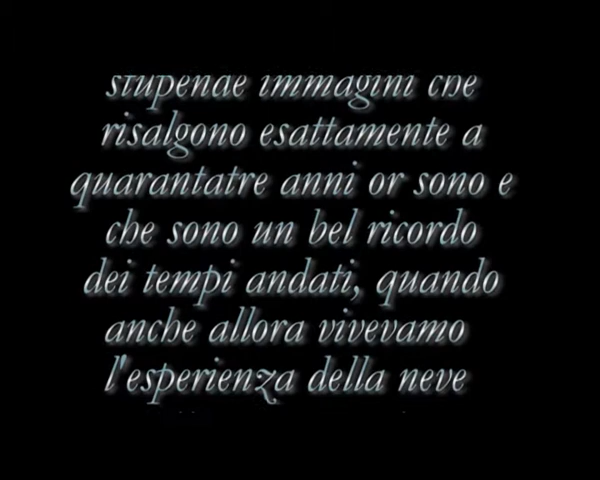 stupende immagini che
risalgono esattamente a
quarantatre anni or sono e
che sono un bel ricordo
dei tempi andati, quando
anche allora vivevamo
l'esperienza della neve